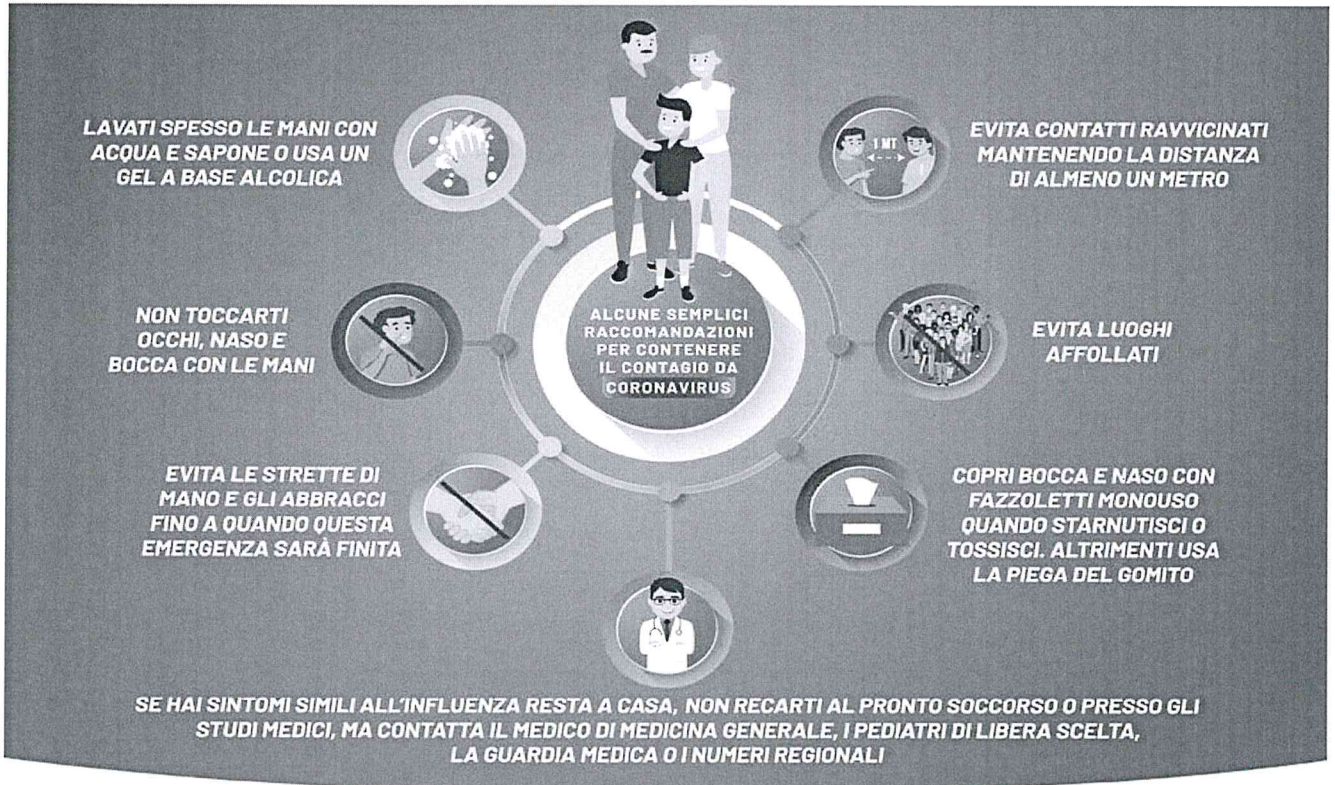 LAVATI SPESSO LE MANI CON
ACQUA E SAPONE O USA UN
GEL A BASE ALCOLICA
1 MT
EVITA CONTATTI RAVVICINATI
MANTENENDO LA DISTANZA
DI ALMENO UN METRO
NON TOCCARTI
OCCHI, NASO E
BOCCA CON LE MANI
ALCUNE SEMPLICI
RACCOMANDAZIONI
PER CONTENERE
IL CONTAGIO DA
CORONAVIRUS
EVITA LUOGHI
AFFOLLATI
EVITA LE STRETTE DI
MANO E GLI ABBRACCI
FINO A QUANDO QUESTA
EMERGENZA SARÀ FINITA
COPRI BOCCA E NASO CON
FAZZOLETTI MONOUSO
QUANDO STARNUTISCI O
TOSSISCI. ALTRIMENTI USA
LA PIEGA DEL GOMITO
SE HAI SINTOMI SIMILI ALL'INFLUENZA RESTA A CASA, NON RECARTI AL PRONTO SOCCORSO O PRESSO GLI
STUDI MEDICI, MA CONTATTA IL MEDICO DI MEDICINA GENERALE, I PEDIATRI DI LIBERA SCELTA,
LA GUARDIA MEDICA O I NUMERI REGIONALI